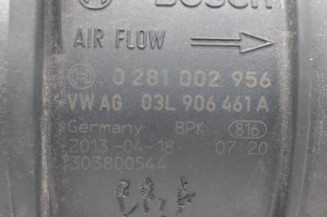 BOSCH
AIR FLOW
0 281 002 956
VW AG 03L 906 461 A
Germany BPK 816
2013-04-18 07:20
303800544 A